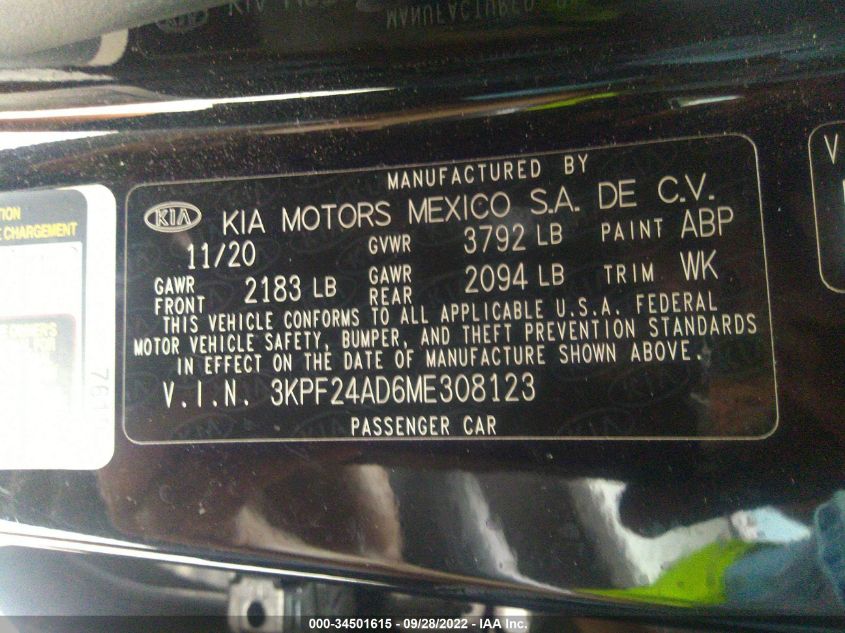 MANUFACTURED BY
KIA KIA MOTORS MEXICO S.A. DE C.V.
11/20 GVWR 3792 LB PAINT ABP
GAWR FRONT 2183 LB GAWR REAR 2094 LB TRIM WK
THIS VEHICLE CONFORMS TO ALL APPLICABLE U.S.A. FEDERAL
MOTOR VEHICLE SAFETY, BUMPER, AND THEFT PREVENTION STANDARDS
IN EFFECT ON THE DATE OF MANUFACTURE SHOWN ABOVE.
V.I.N. 3KPF24AD6ME308123
PASSENGER CAR
CHARGEMENT
000-34501615 — 09/28/2022 — IAA Inc.